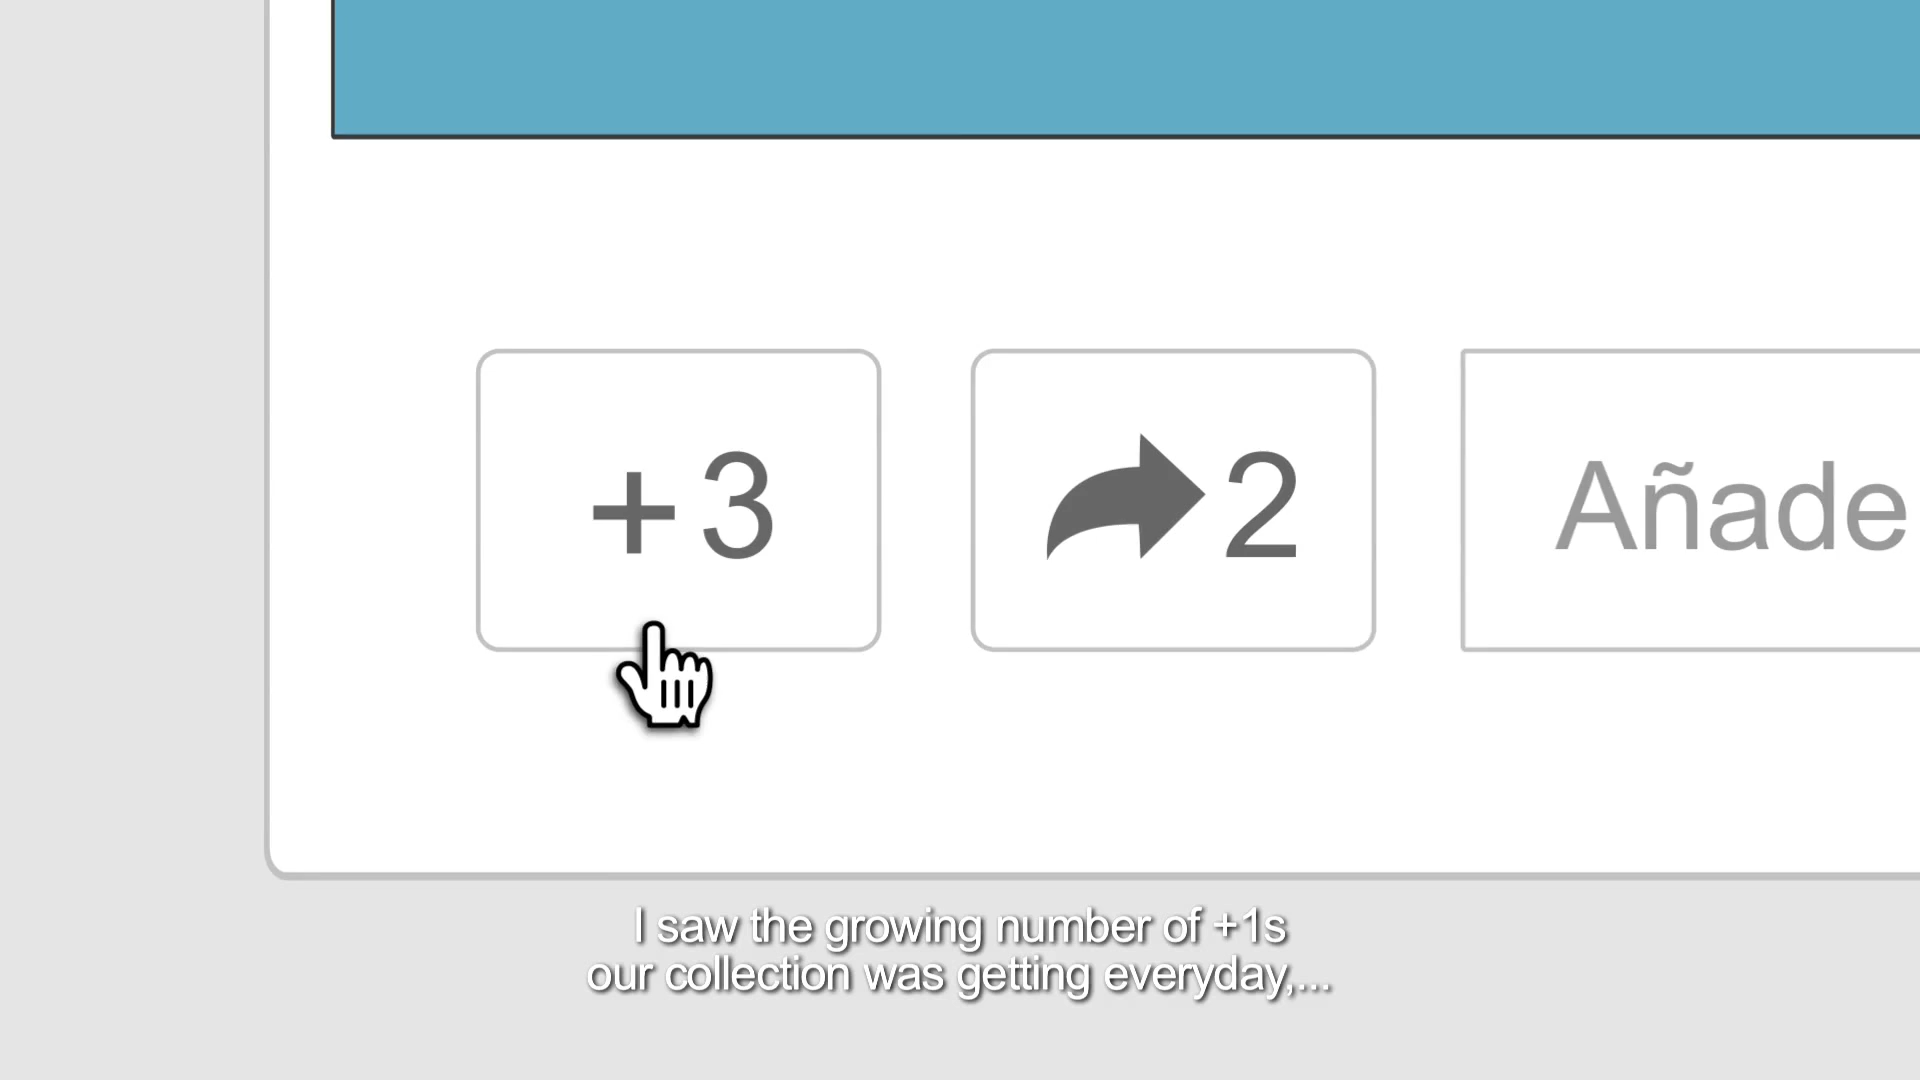 +3
2
Añade
I saw the growing number of +1s
our collection was getting everyday,...